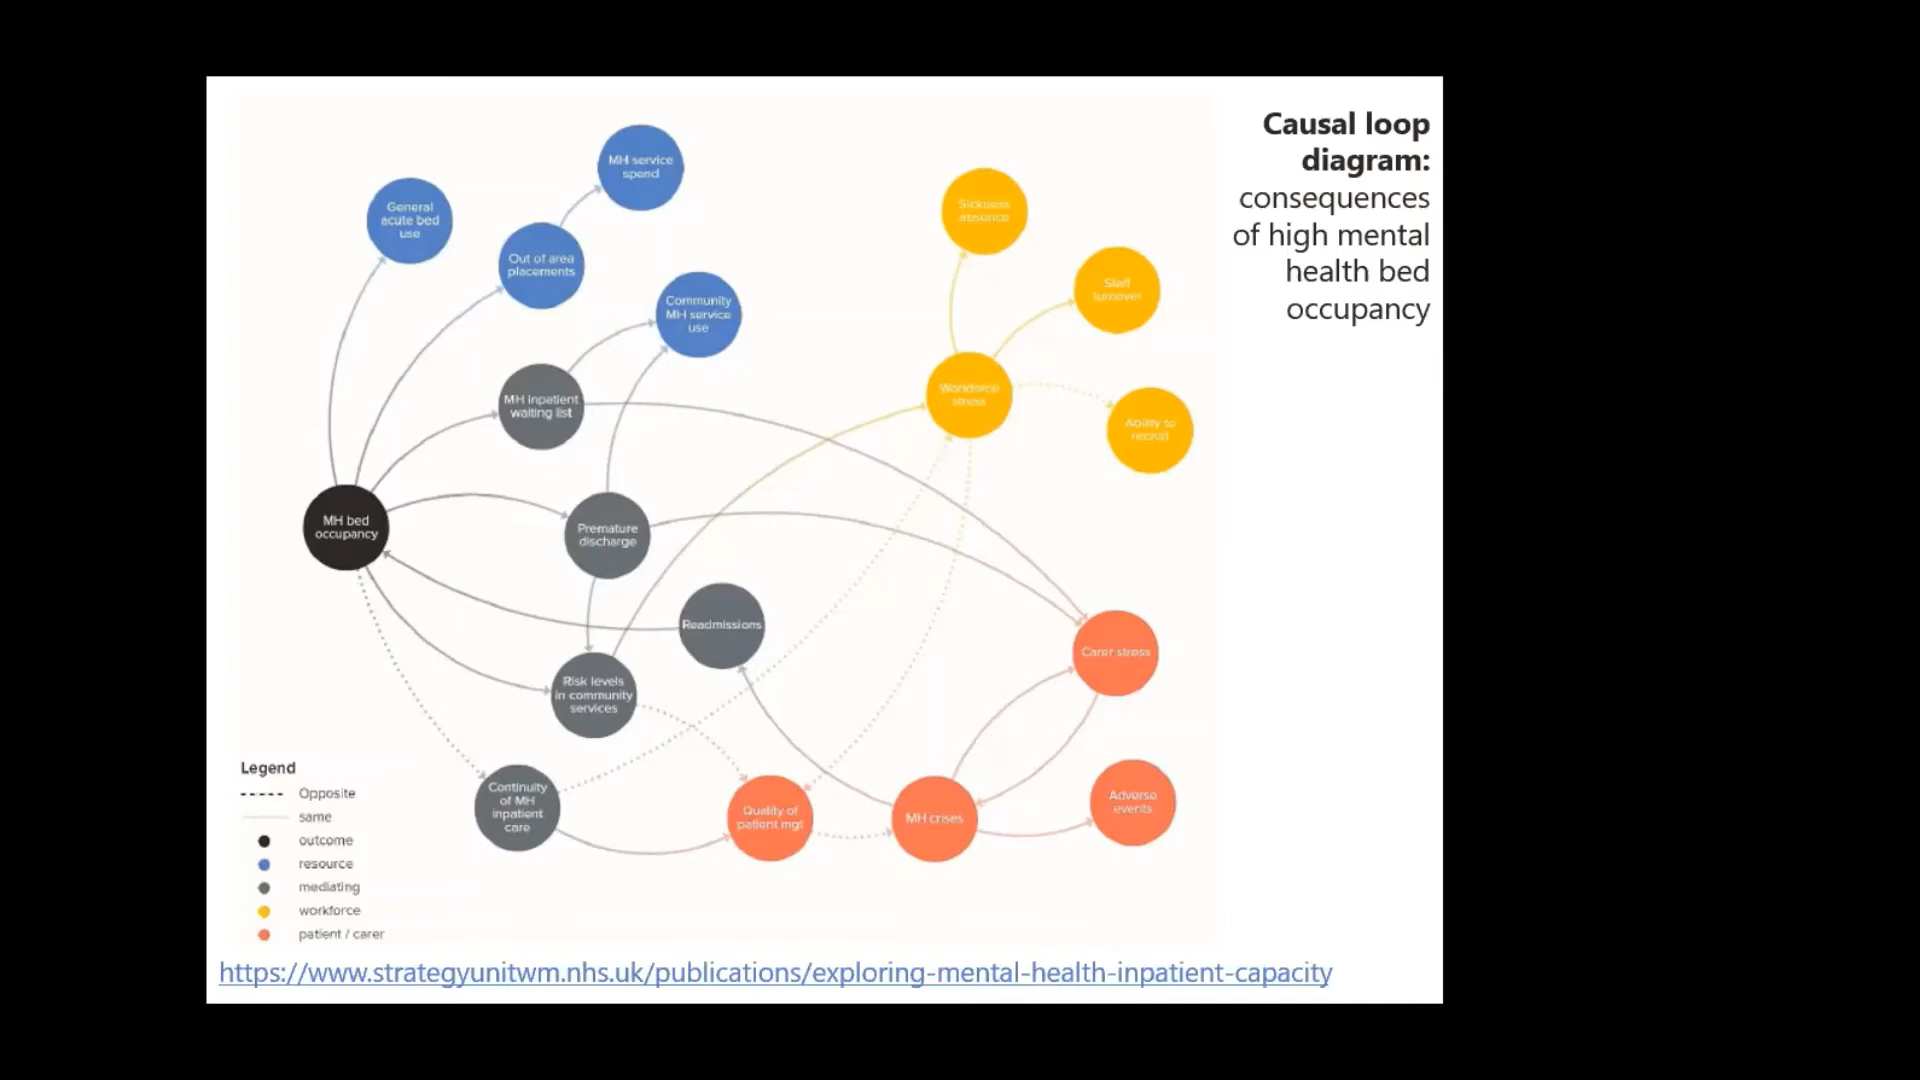 Causal loop
diagram:
consequences
of high mental
health bed
occupancy
MH service
spend
General
acute bed
use
Out of area
placements
Community
MH service
use
Sickness
absence
Staff
turnover
MH inpatient
waiting list
Workforce
stress
Ability to
recruit
MH bed
occupancy
Premature
discharge
Readmissions
Carer stress
Risk levels
in community
services
Continuity
of MH
inpatient
care
Quality of
patient mgt
MH crises
Adverse
events
Legend
Opposite
same
outcome
resource
mediating
workforce
patient / carer
https://www.strategyunitwm.nhs.uk/publications/exploring-mental-health-inpatient-capacity